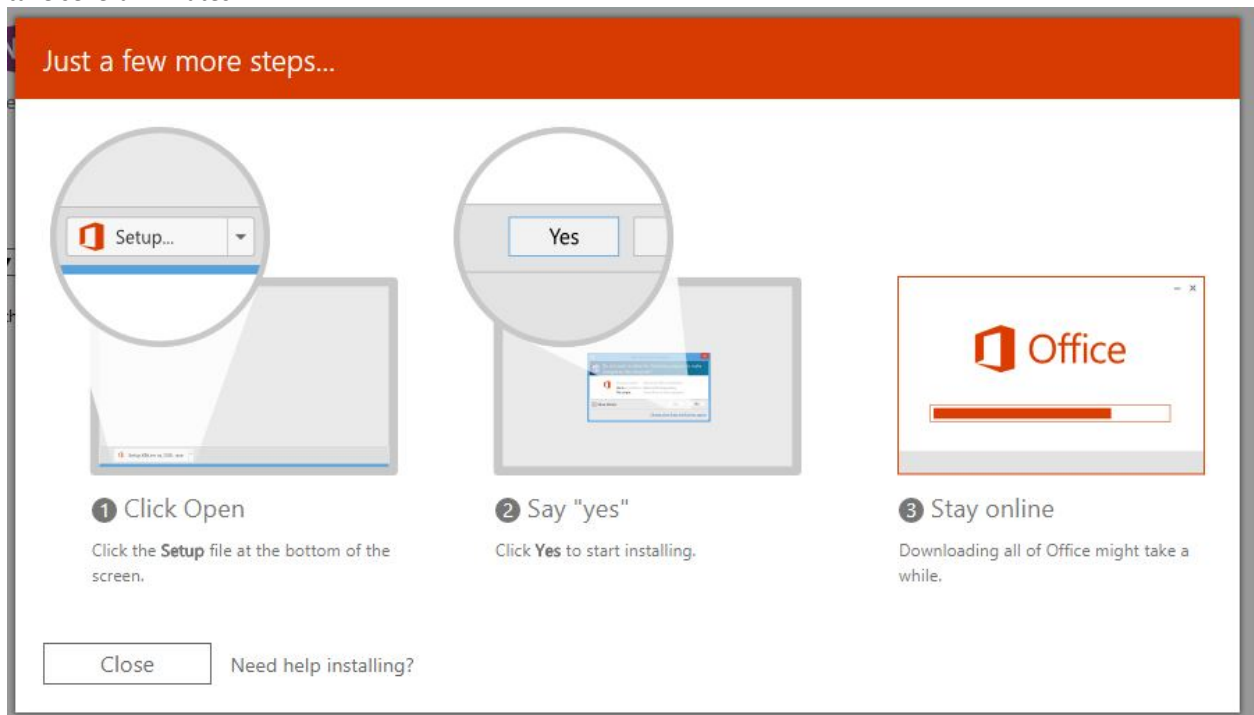 Just a few more steps...
Setup...
Yes
Office
1 Click Open
Click the Setup file at the bottom of the
screen.
2 Say "yes"
Click Yes to start installing.
3 Stay online
Downloading all of Office might take a
while.
Close
Need help installing?